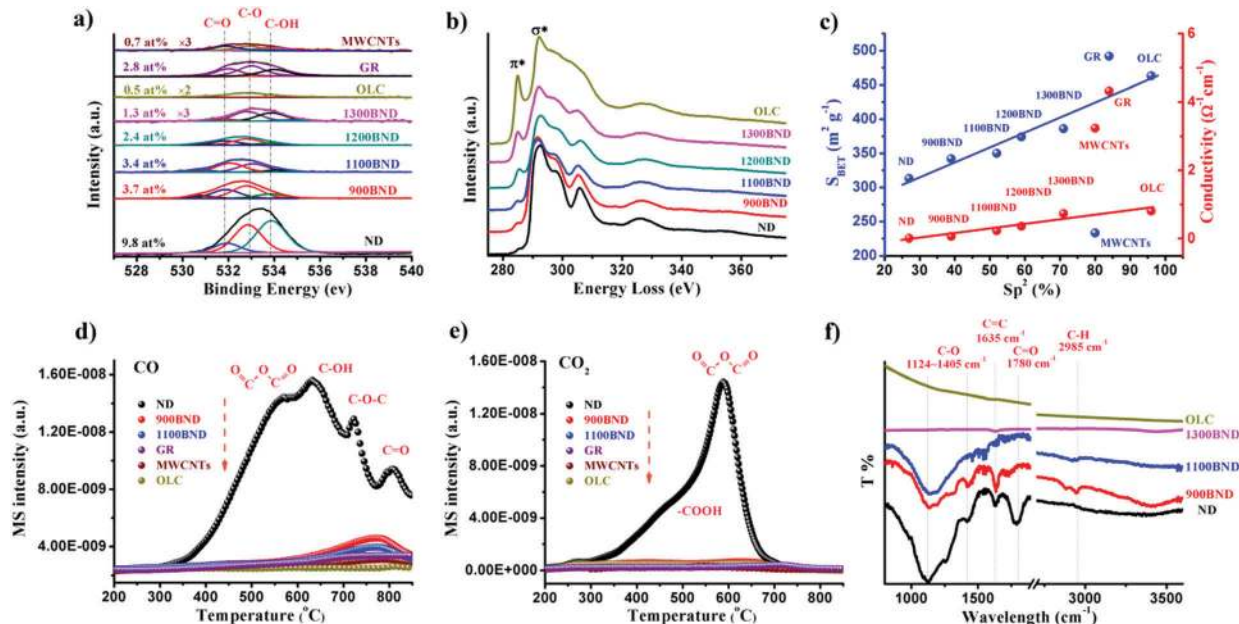 a)
C=O
C-O
C-OH
0.7 at% ×3
MWCNTs
2.8 at%
GR
0.5 at% ×2
OLC
1.3 at% ×3
1300BND
2.4 at%
1200BND
3.4 at%
1100BND
3.7 at%
900BND
9.8 at%
ND
Intensity (a.u.)
528 530 532 534 536 538 540
Binding Energy (ev)
b)
π*
σ*
OLC
1300BND
1200BND
1100BND
900BND
ND
Intensity (a.u.)
280 300 320 340 360
Energy Loss (eV)
c)
S_BET (m² g⁻¹)
500
450
400
350
300
250
200
Conductivity (Ω⁻¹ cm⁻¹)
6
4
2
0
GR
OLC
1300BND
GR
1200BND
1100BND
900BND
ND
MWCNTs
1300BND
OLC
1200BND
1100BND
900BND
ND
MWCNTs
20 30 40 50 60 70 80 90 100
Sp² (%)
d)
CO
1.60E-008
1.20E-008
8.00E-009
4.00E-009
MS intensity (a.u.)
ND
900BND
1100BND
GR
MWCNTs
OLC
O O O
C C
C-OH
C-O-C
C=O
200 300 400 500 600 700 800
Temperature (°C)
e)
CO₂
1.60E-008
1.20E-008
8.00E-009
4.00E-009
0.00E+000
MS intensity (a.u.)
ND
900BND
1100BND
GR
MWCNTs
OLC
O O O
C C
-COOH
200 300 400 500 600 700 800
Temperature (°C)
f)
C=C
1635 cm⁻¹
C-O
1124~1405 cm⁻¹
C=O
1780 cm⁻¹
C-H
2985 cm⁻¹
OLC
1300BND
1100BND
900BND
ND
T %
1000 1500 3000 3500
Wavelength (cm⁻¹)